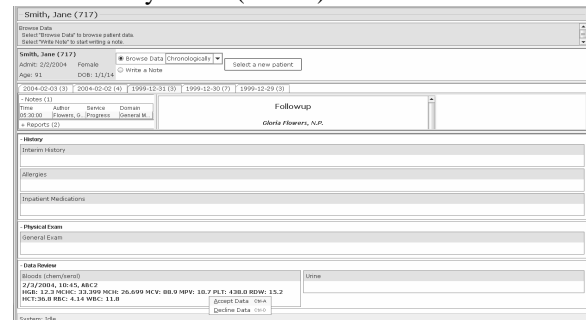 Smith, Jane (717)
Browse Data
Select "Browse Data" to browse patient data.
Select "Write Note" to start writing a note.
Smith, Jane (717)
Admit: 2/2/2004 Female
Age: 91 DOB: 1/1/14
Browse Data Chronologically
Write a Note
Select a new patient
2004-02-03 (3) 2004-02-02 (4) 1999-12-31 (3) 1999-12-30 (7) 1999-12-29 (3)
- Notes (1)
Time Author Service Domain
05:30.00 Flowers, G.. Progress General M...
+ Reports (2)
Followup
Gloria Flowers, N.P.
- History
Interim History
Allergies
Inpatient Medications
- Physical Exam
General Exam
- Data Review
Bloods (chem/serol)
2/3/2004, 10:45, ABC2
HGB: 12.3 MCHC: 33.399 MCH: 26.699 MCV: 88.9 MPV: 10.7 PLT: 438.0 RDW: 15.2
HCT:36.8 RBC: 4.14 WBC: 11.8
Urine
Accept Data Ctrl-A
Decline Data Ctrl-D
System: Idle